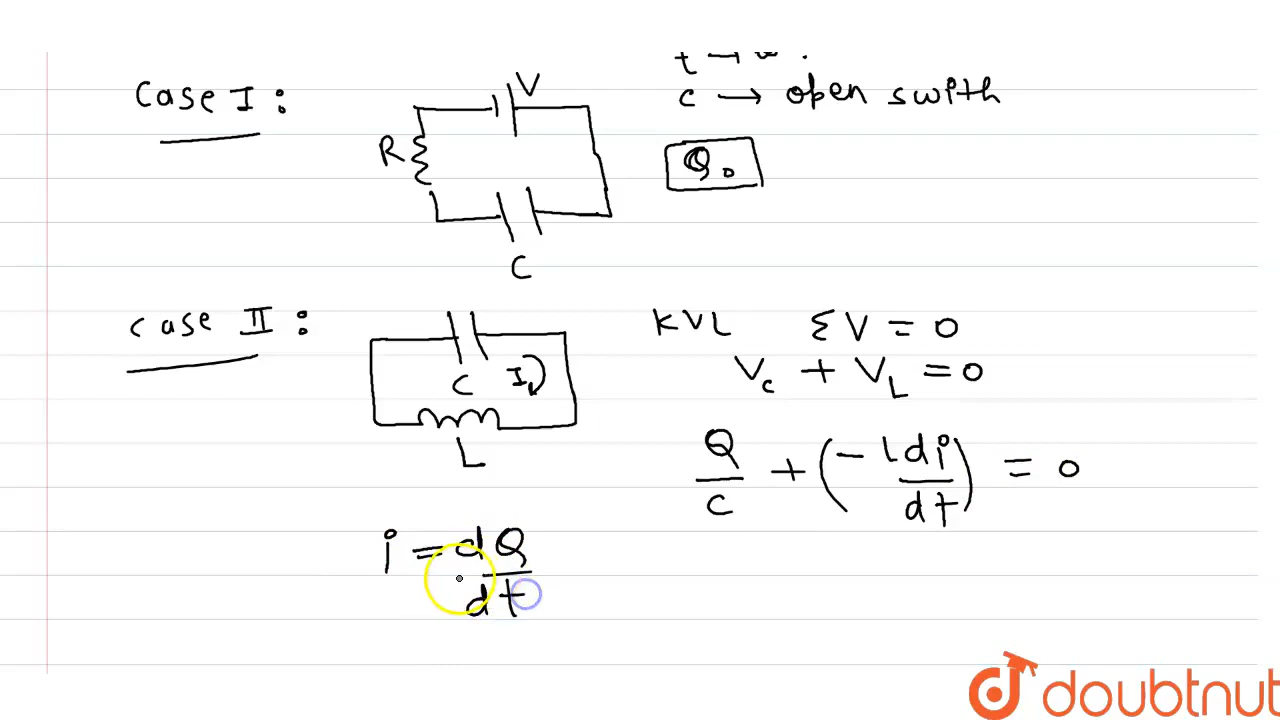 Case I :
V
R
C
C → open swith
Q₀
case II :
C
I
L
KVL ΣV = 0
V_c + V_L = 0
Q/C + (- L di/dt) = 0
i = dQ/dt
doubtnut